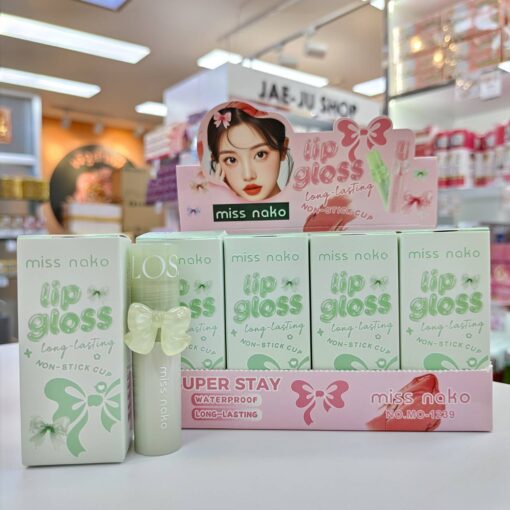 JAE-JU SHOP
lip
gloss
long-lasting
NON-STICK CUP
miss nako
miss nako
lip
gloss
long-lasting
NON-STICK CUP
LOS
miss nako
miss nako
lip
gloss
long-lasting
NON-STICK CUP
miss nako
lip
gloss
long-lasting
NON-STICK CUP
miss nako
lip
gloss
long-lasting
NON-STICK CUP
UPER STAY
WATERPROOF
LONG-LASTING
miss nako
NO.MO-1239